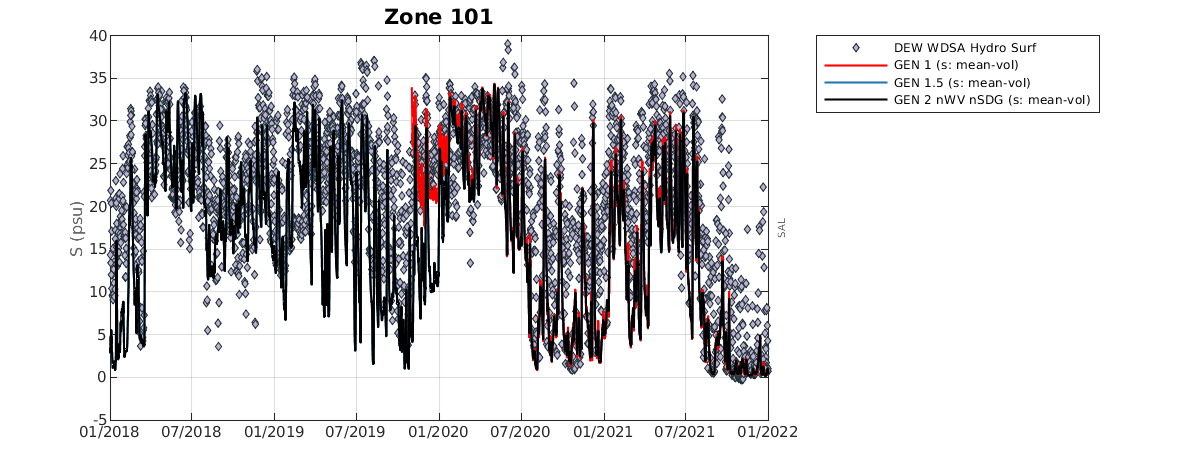 Zone 101
40
35
30
25
20
15
10
5
0
-5
S (psu)
01/2018 07/2018 01/2019 07/2019 01/2020 07/2020 01/2021 07/2021 01/2022
SAL
DEW WDSA Hydro Surf
GEN 1 (s: mean-vol)
GEN 1.5 (s: mean-vol)
GEN 2 nWV nSDG (s: mean-vol)